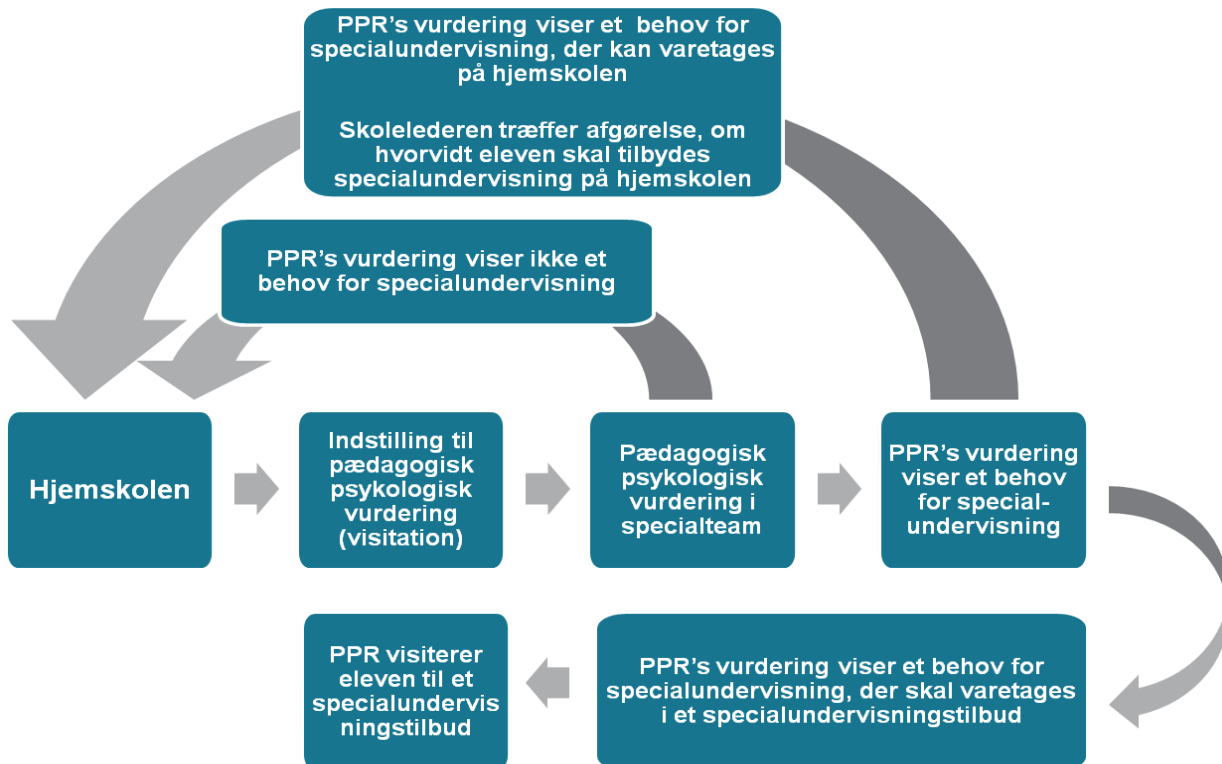 PPR's vurdering viser et behov for
specialundervisning, der kan varetages
på hjemskolen
Skolelederen træffer afgørelse, om
hvorvidt eleven skal tilbydes
specialundervisning på hjemskolen
PPR's vurdering viser ikke et
behov for specialundervisning
Hjemskolen
Indstilling til
pædagogisk
psykologisk
vurdering
(visitation)
Pædagogisk
psykologisk
vurdering i
specialteam
PPR's vurdering
viser et behov
for special-
undervisning
PPR visiterer
eleven til et
specialundervis
ningstilbud
PPR's vurdering viser et behov for
specialundervisning, der skal varetages
i et specialundervisningstilbud